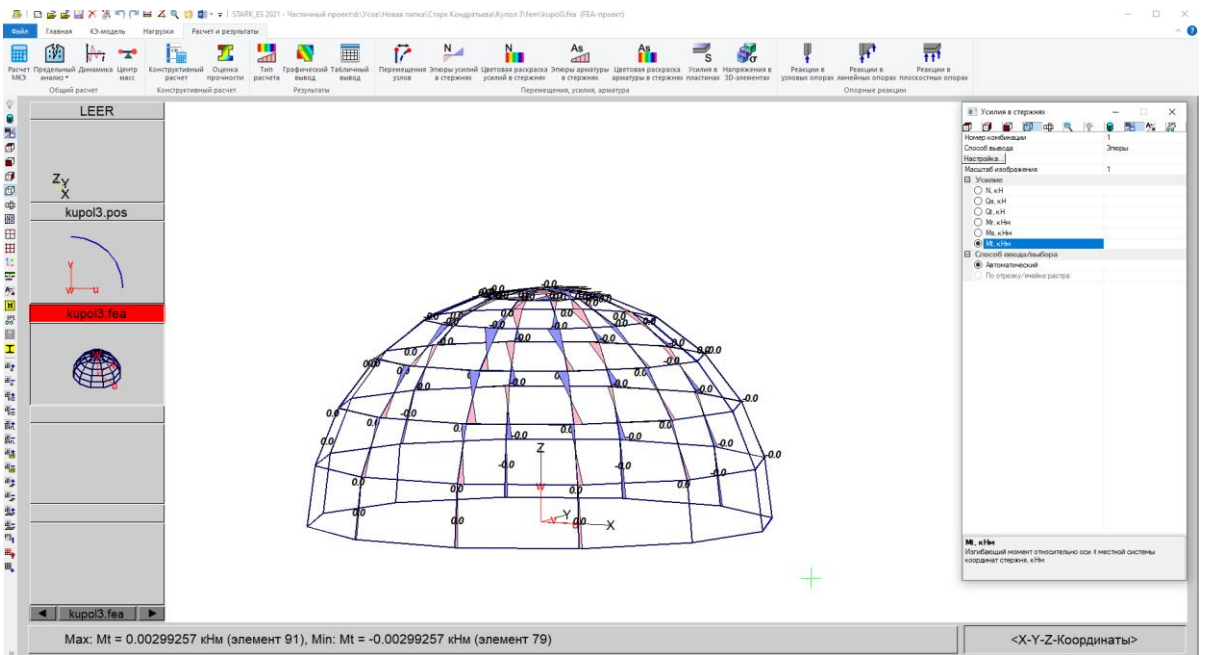 STARK_ES 2021 - Частичный проект:d:\Усов\Новая папка\Старк Кондратьева\Купол 3\fem\kupol3.fea (FEA-проект)
Файл Главная КЭ-модель Нагрузки Расчет и результаты
Расчет МКЭ
Предельный анализ
Динамика
Центр масс
Конструктивный расчет
Оценка прочности
Тип расчета
Графический вывод
Табличный вывод
Перемещения узлов
N
Эпюры усилий в стержнях
N
Цветовая раскраска усилий в стержнях
As
Эпюры арматуры в стержнях
As
Цветовая раскраска арматуры в стержнях
S
Усилия в пластинах
σ
Напряжения в 3D-элементах
Реакции в узловых опорах
Реакции в линейных опорах
Реакции в плоскостных опорах
Общий расчет
Конструктивный расчет
Результаты
Перемещения, усилия, арматура
Опорные реакции
LEER
Z Y
X
kupol3.pos
v
w u
kupol3.fea
kupol3.fea
0.0
-0.0
Z
w
Y
v
u
X
Усилия в стержнях
Номер комбинации 1
Способ вывода Эпюры
Настройка...
Масштаб изображения 1
Усилие
N, кН
Qs, кН
Qt, кН
Mr, кНм
Ms, кНм
Mt, кНм
Способ ввода/выбора
Автоматический
По отрезку/ячейке растра
Mt, кНм
Изгибающий момент относительно оси t местной системы
координат стержня, кНм
Max: Mt = 0.00299257 кНм (элемент 91), Min: Mt = -0.00299257 кНм (элемент 79)
<X-Y-Z-Координаты>